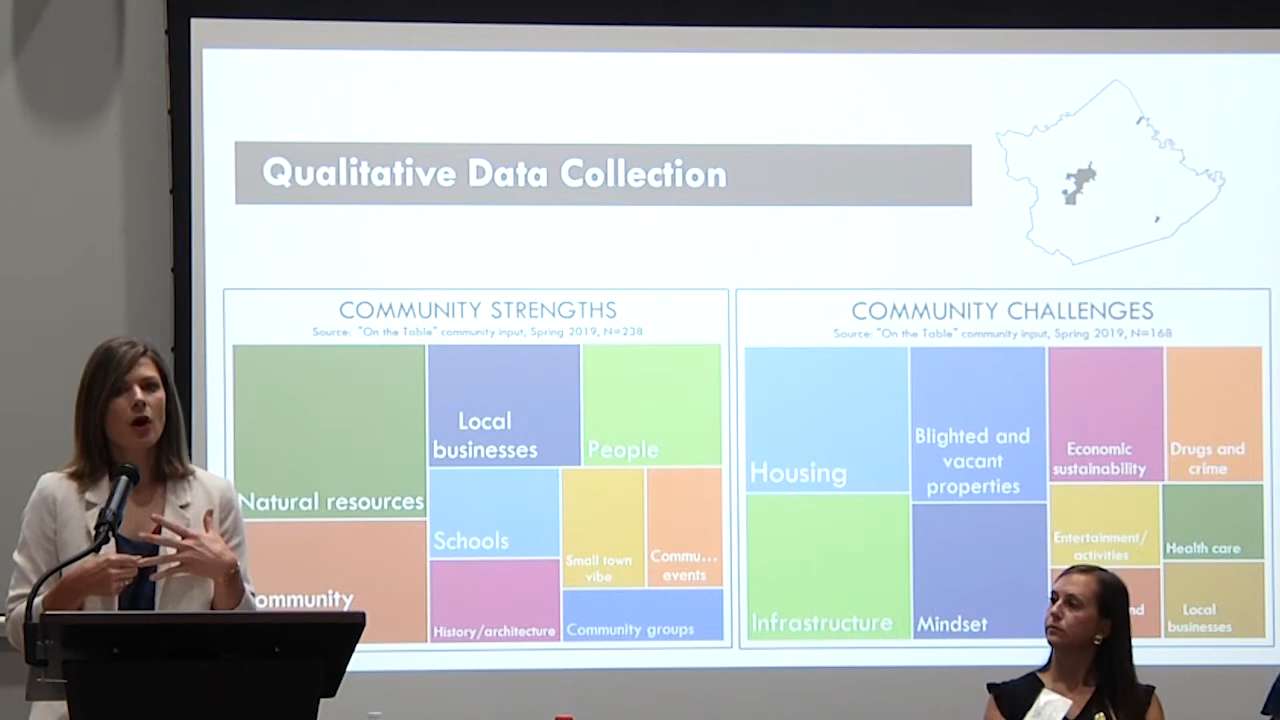 Qualitative Data Collection
COMMUNITY STRENGTHS
Source: "On the Table" community input, Spring 2019, N=238
Natural resources
Local
businesses
People
Schools
Small town
vibe
Commu...
events
ommunity
History/architecture
Community groups
COMMUNITY CHALLENGES
Source: "On the Table" community input, Spring 2019, N=168
Housing
Blighted and
vacant
properties
Economic
sustainability
Drugs and
crime
Infrastructure
Mindset
Entertainment/
activities
Health care
nd
Local
businesses